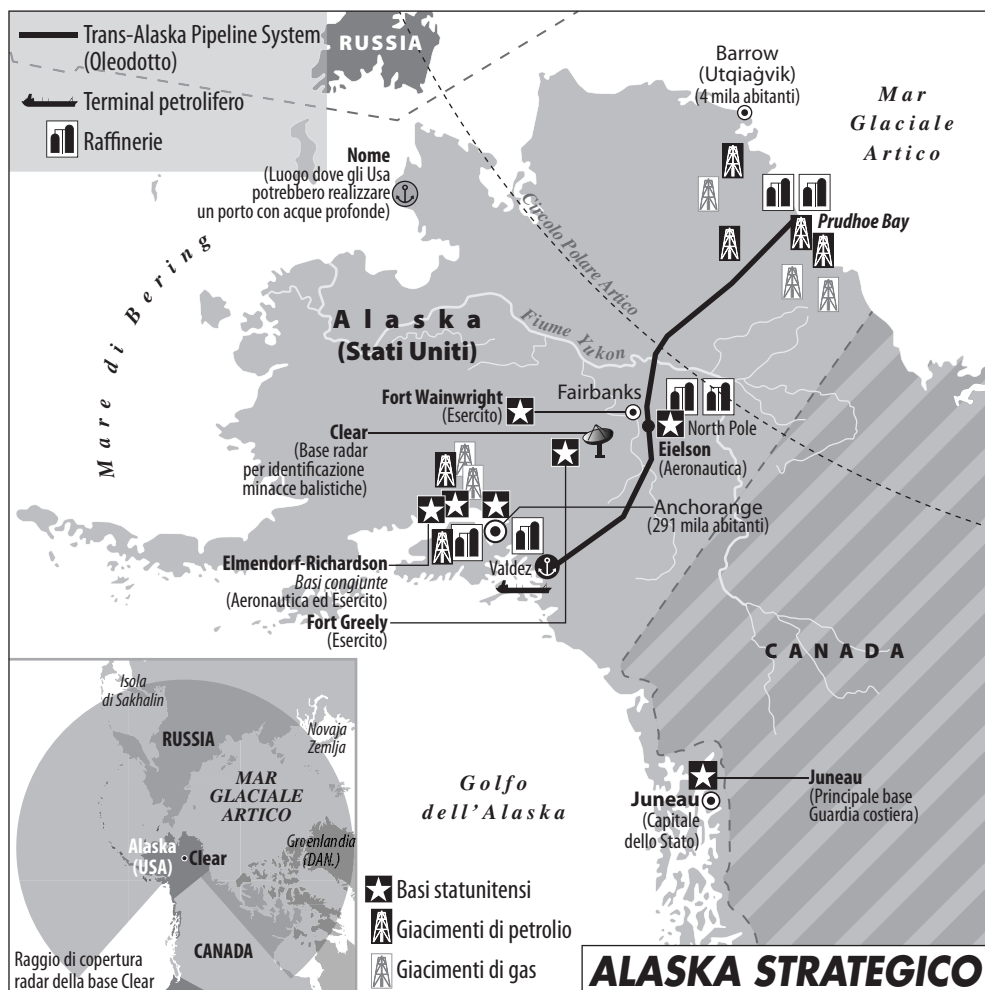 Trans-Alaska Pipeline System
(Oleodotto)
Terminal petrolifero
Raffinerie
RUSSIA
Barrow
(Utqiaġvik)
(4 mila abitanti)
Mar
Glaciale
Artico
Nome
(Luogo dove gli Usa
potrebbero realizzare
un porto con acque profonde)
Circolo Polare Artico
Prudhoe Bay
Mare di Bering
Alaska
(Stati Uniti)
Fiume Yukon
Fort Wainwright
(Esercito)
Fairbanks
North Pole
Clear
(Base radar
per identificazione
minacce balistiche)
Eielson
(Aeronautica)
Anchorange
(291 mila abitanti)
Elmendorf-Richardson
Basi congiunte
(Aeronautica ed Esercito)
Valdez
Fort Greely
(Esercito)
CANADA
Isola
di Sakhalin
RUSSIA
Novaja
Zemlja
MAR
GLACIALE
ARTICO
Groenlandia
(DAN.)
Alaska
(USA)
Clear
CANADA
Raggio di copertura
radar della base Clear
Golfo
dell'Alaska
Juneau
(Capitale
dello Stato)
Juneau
(Principale base
Guardia costiera)
Basi statunitensi
Giacimenti di petrolio
Giacimenti di gas
ALASKA STRATEGICO